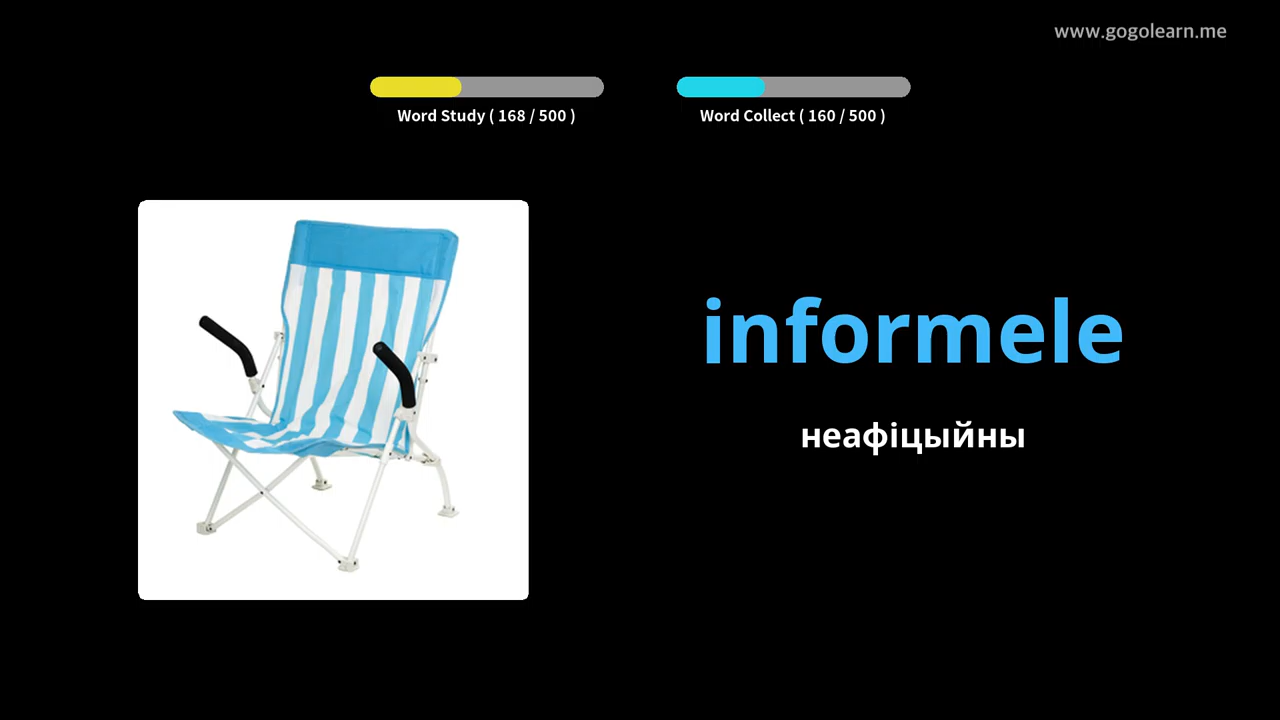 www.gogolearn.me
Word Study ( 168 / 500 )
Word Collect ( 160 / 500 )
informele
неафіцыйны